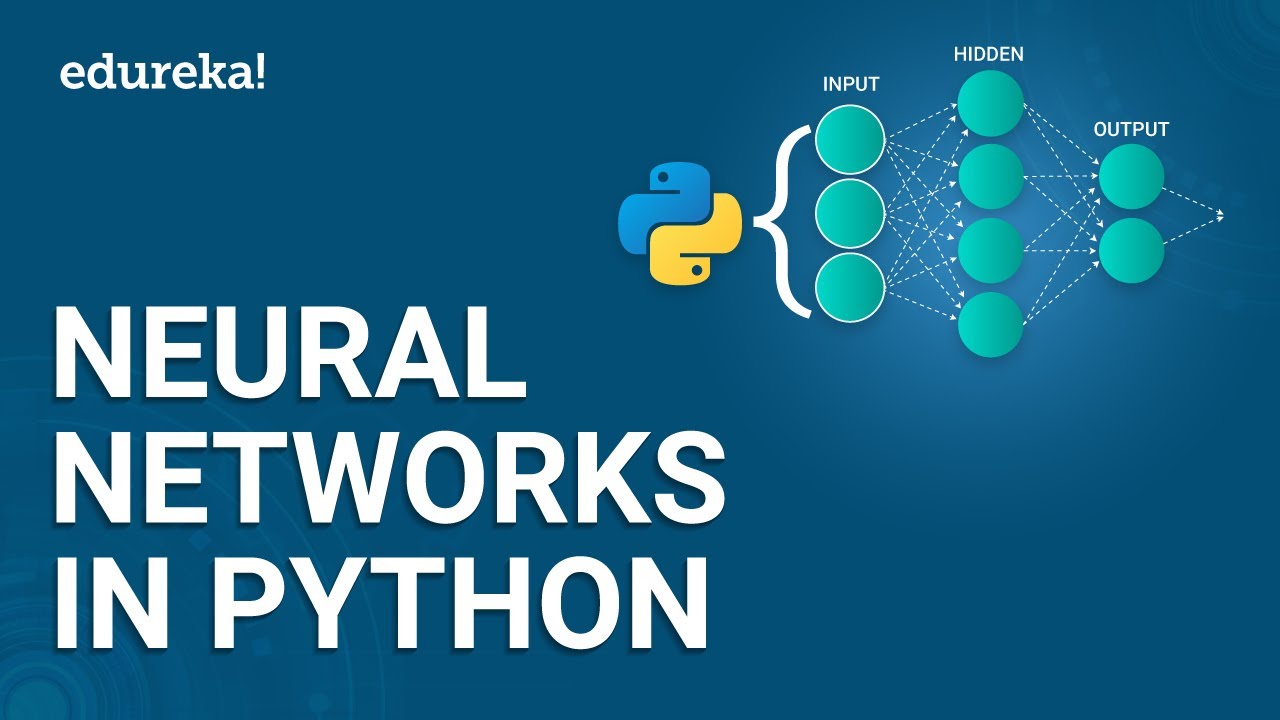 edureka!
HIDDEN
INPUT
OUTPUT
NEURAL
NETWORKS
IN PYTHON